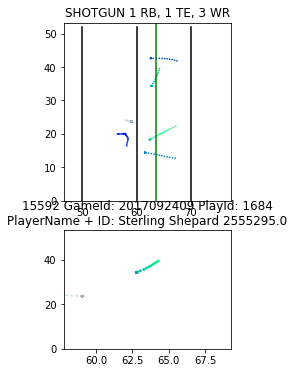 SHOTGUN 1 RB, 1 TE, 3 WR
50
40
30
20
10
0
50 60 70
15592 GameId: 2017092409 PlayId: 1684
PlayerName + ID: Sterling Shepard 2555295.0
40
20
0
60.0 62.5 65.0 67.5